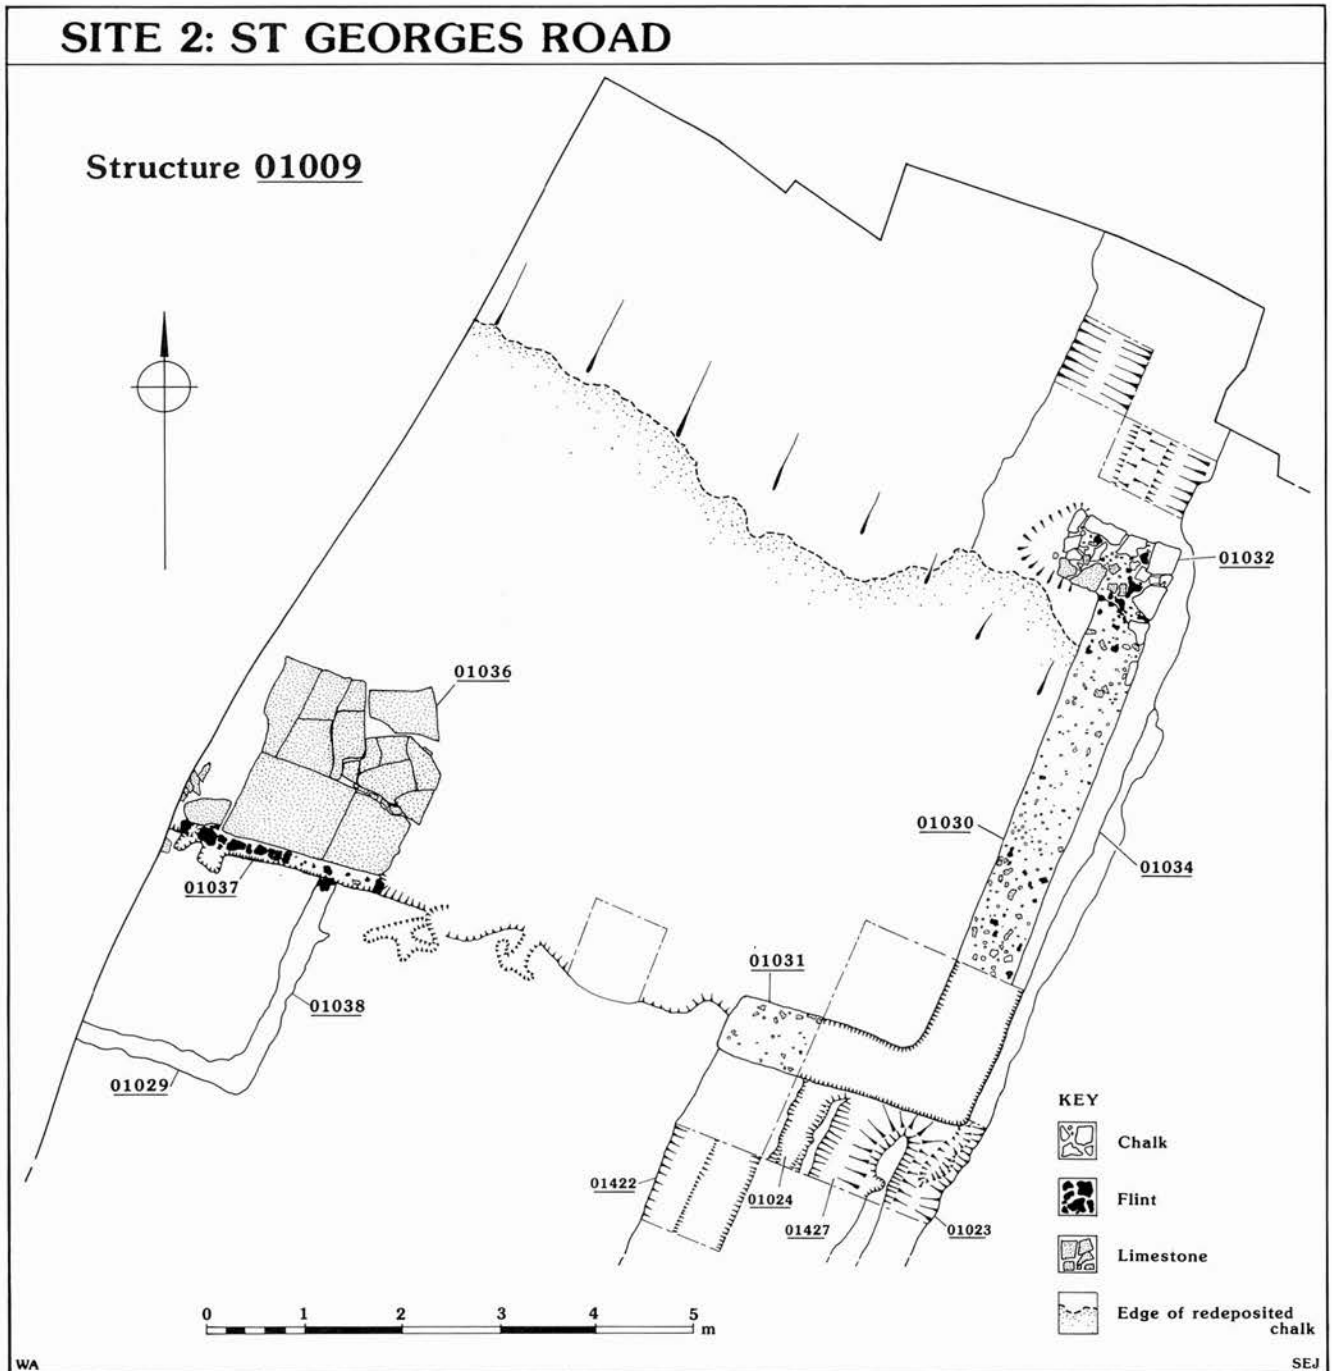 SITE 2: ST GEORGES ROAD
Structure 01009
01032
01036
01030
01034
01037
01031
01038
01029
01422
01024
01427
01023
KEY
Chalk
Flint
Limestone
Edge of redeposited
chalk
0 1 2 3 4 5
m
WA
SEJ